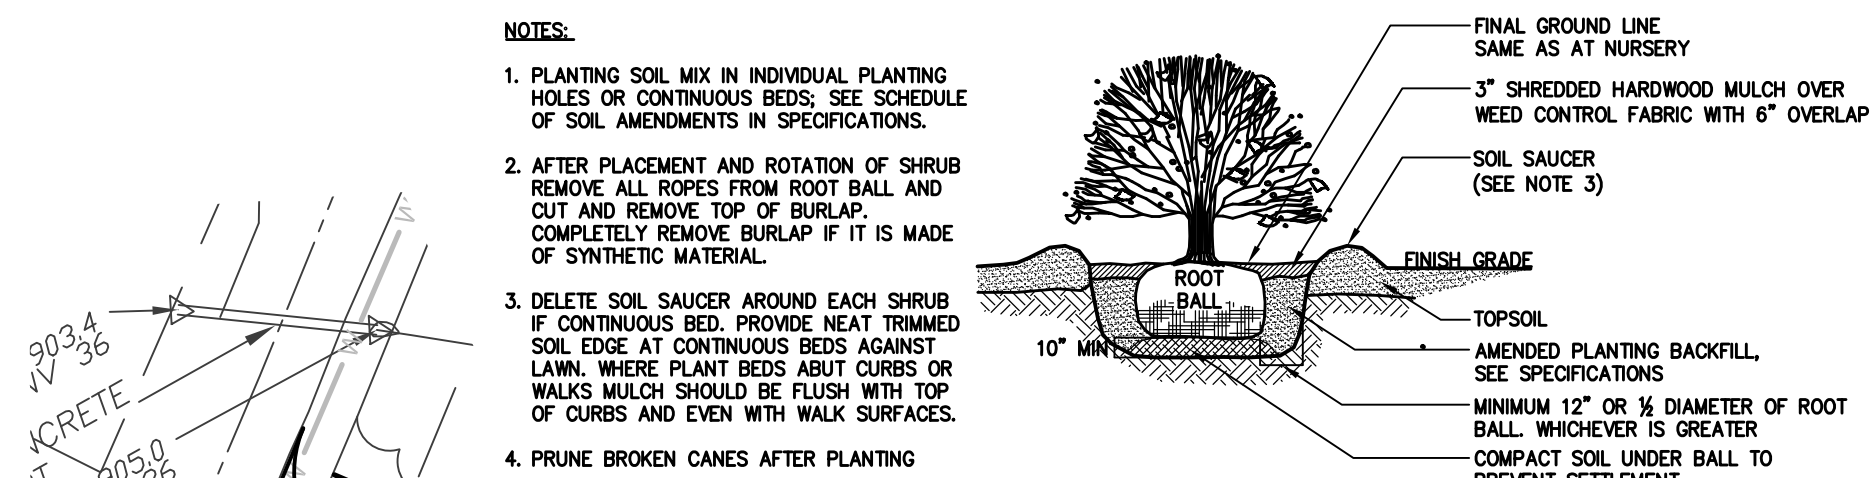 NOTES:
1. PLANTING SOIL MIX IN INDIVIDUAL PLANTING
HOLES OR CONTINUOUS BEDS; SEE SCHEDULE
OF SOIL AMENDMENTS IN SPECIFICATIONS.
2. AFTER PLACEMENT AND ROTATION OF SHRUB
REMOVE ALL ROPES FROM ROOT BALL AND
CUT AND REMOVE TOP OF BURLAP.
COMPLETELY REMOVE BURLAP IF IT IS MADE
OF SYNTHETIC MATERIAL.
3. DELETE SOIL SAUCER AROUND EACH SHRUB
IF CONTINUOUS BED. PROVIDE NEAT TRIMMED
SOIL EDGE AT CONTINUOUS BEDS AGAINST
LAWN. WHERE PLANT BEDS ABUT CURBS OR
WALKS MULCH SHOULD BE FLUSH WITH TOP
OF CURBS AND EVEN WITH WALK SURFACES.
4. PRUNE BROKEN CANES AFTER PLANTING
FINAL GROUND LINE
SAME AS AT NURSERY
3" SHREDDED HARDWOOD MULCH OVER
WEED CONTROL FABRIC WITH 6" OVERLAP
SOIL SAUCER
(SEE NOTE 3)
FINISH GRADE
ROOT
BALL
10" MIN
TOPSOIL
AMENDED PLANTING BACKFILL,
SEE SPECIFICATIONS
MINIMUM 12" OR ½ DIAMETER OF ROOT
BALL. WHICHEVER IS GREATER
COMPACT SOIL UNDER BALL TO
PREVENT SETTLEMENT
903.4
36
CRETE
905.0
W
W